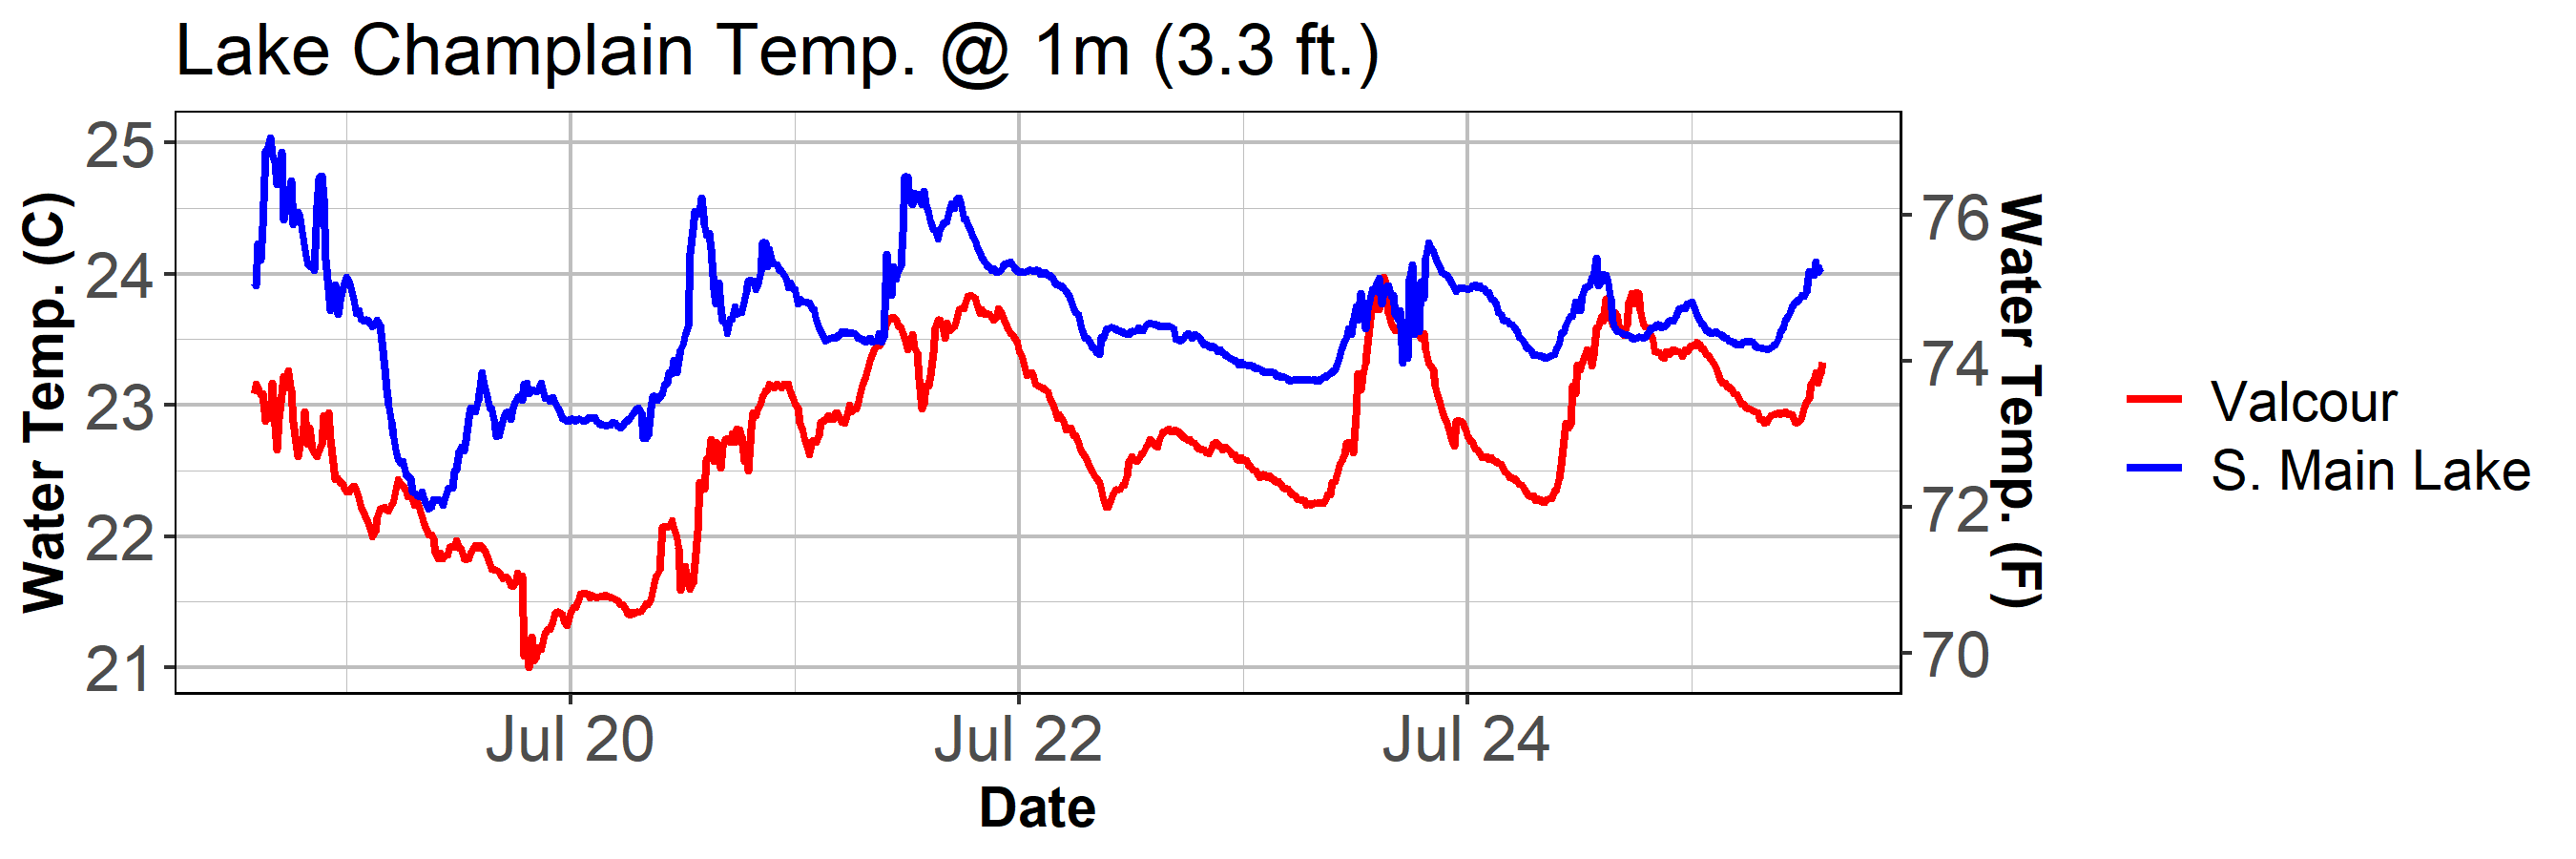 Lake Champlain Temp. @ 1m (3.3 ft.)
Water Temp. (C)
25
24
23
22
21
76
74
72
70
Water Temp. (F)
Jul 20
Jul 22
Jul 24
Date
Valcour
S. Main Lake